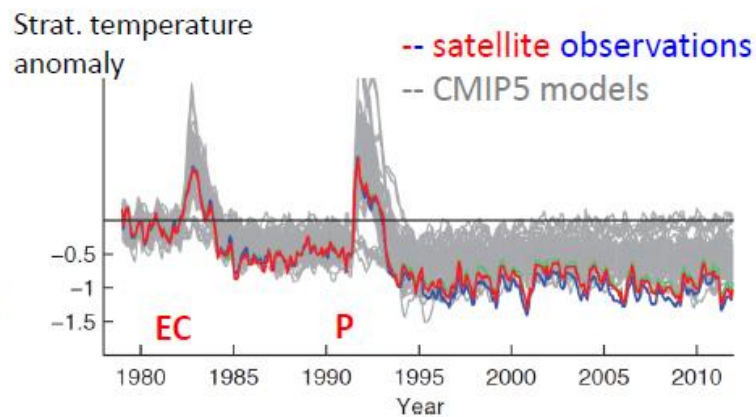 Strat. temperature
anomaly
-- satellite observations
-- CMIP5 models
−0.5
−1
−1.5
EC
P
1980 1985 1990 1995 2000 2005 2010
Year